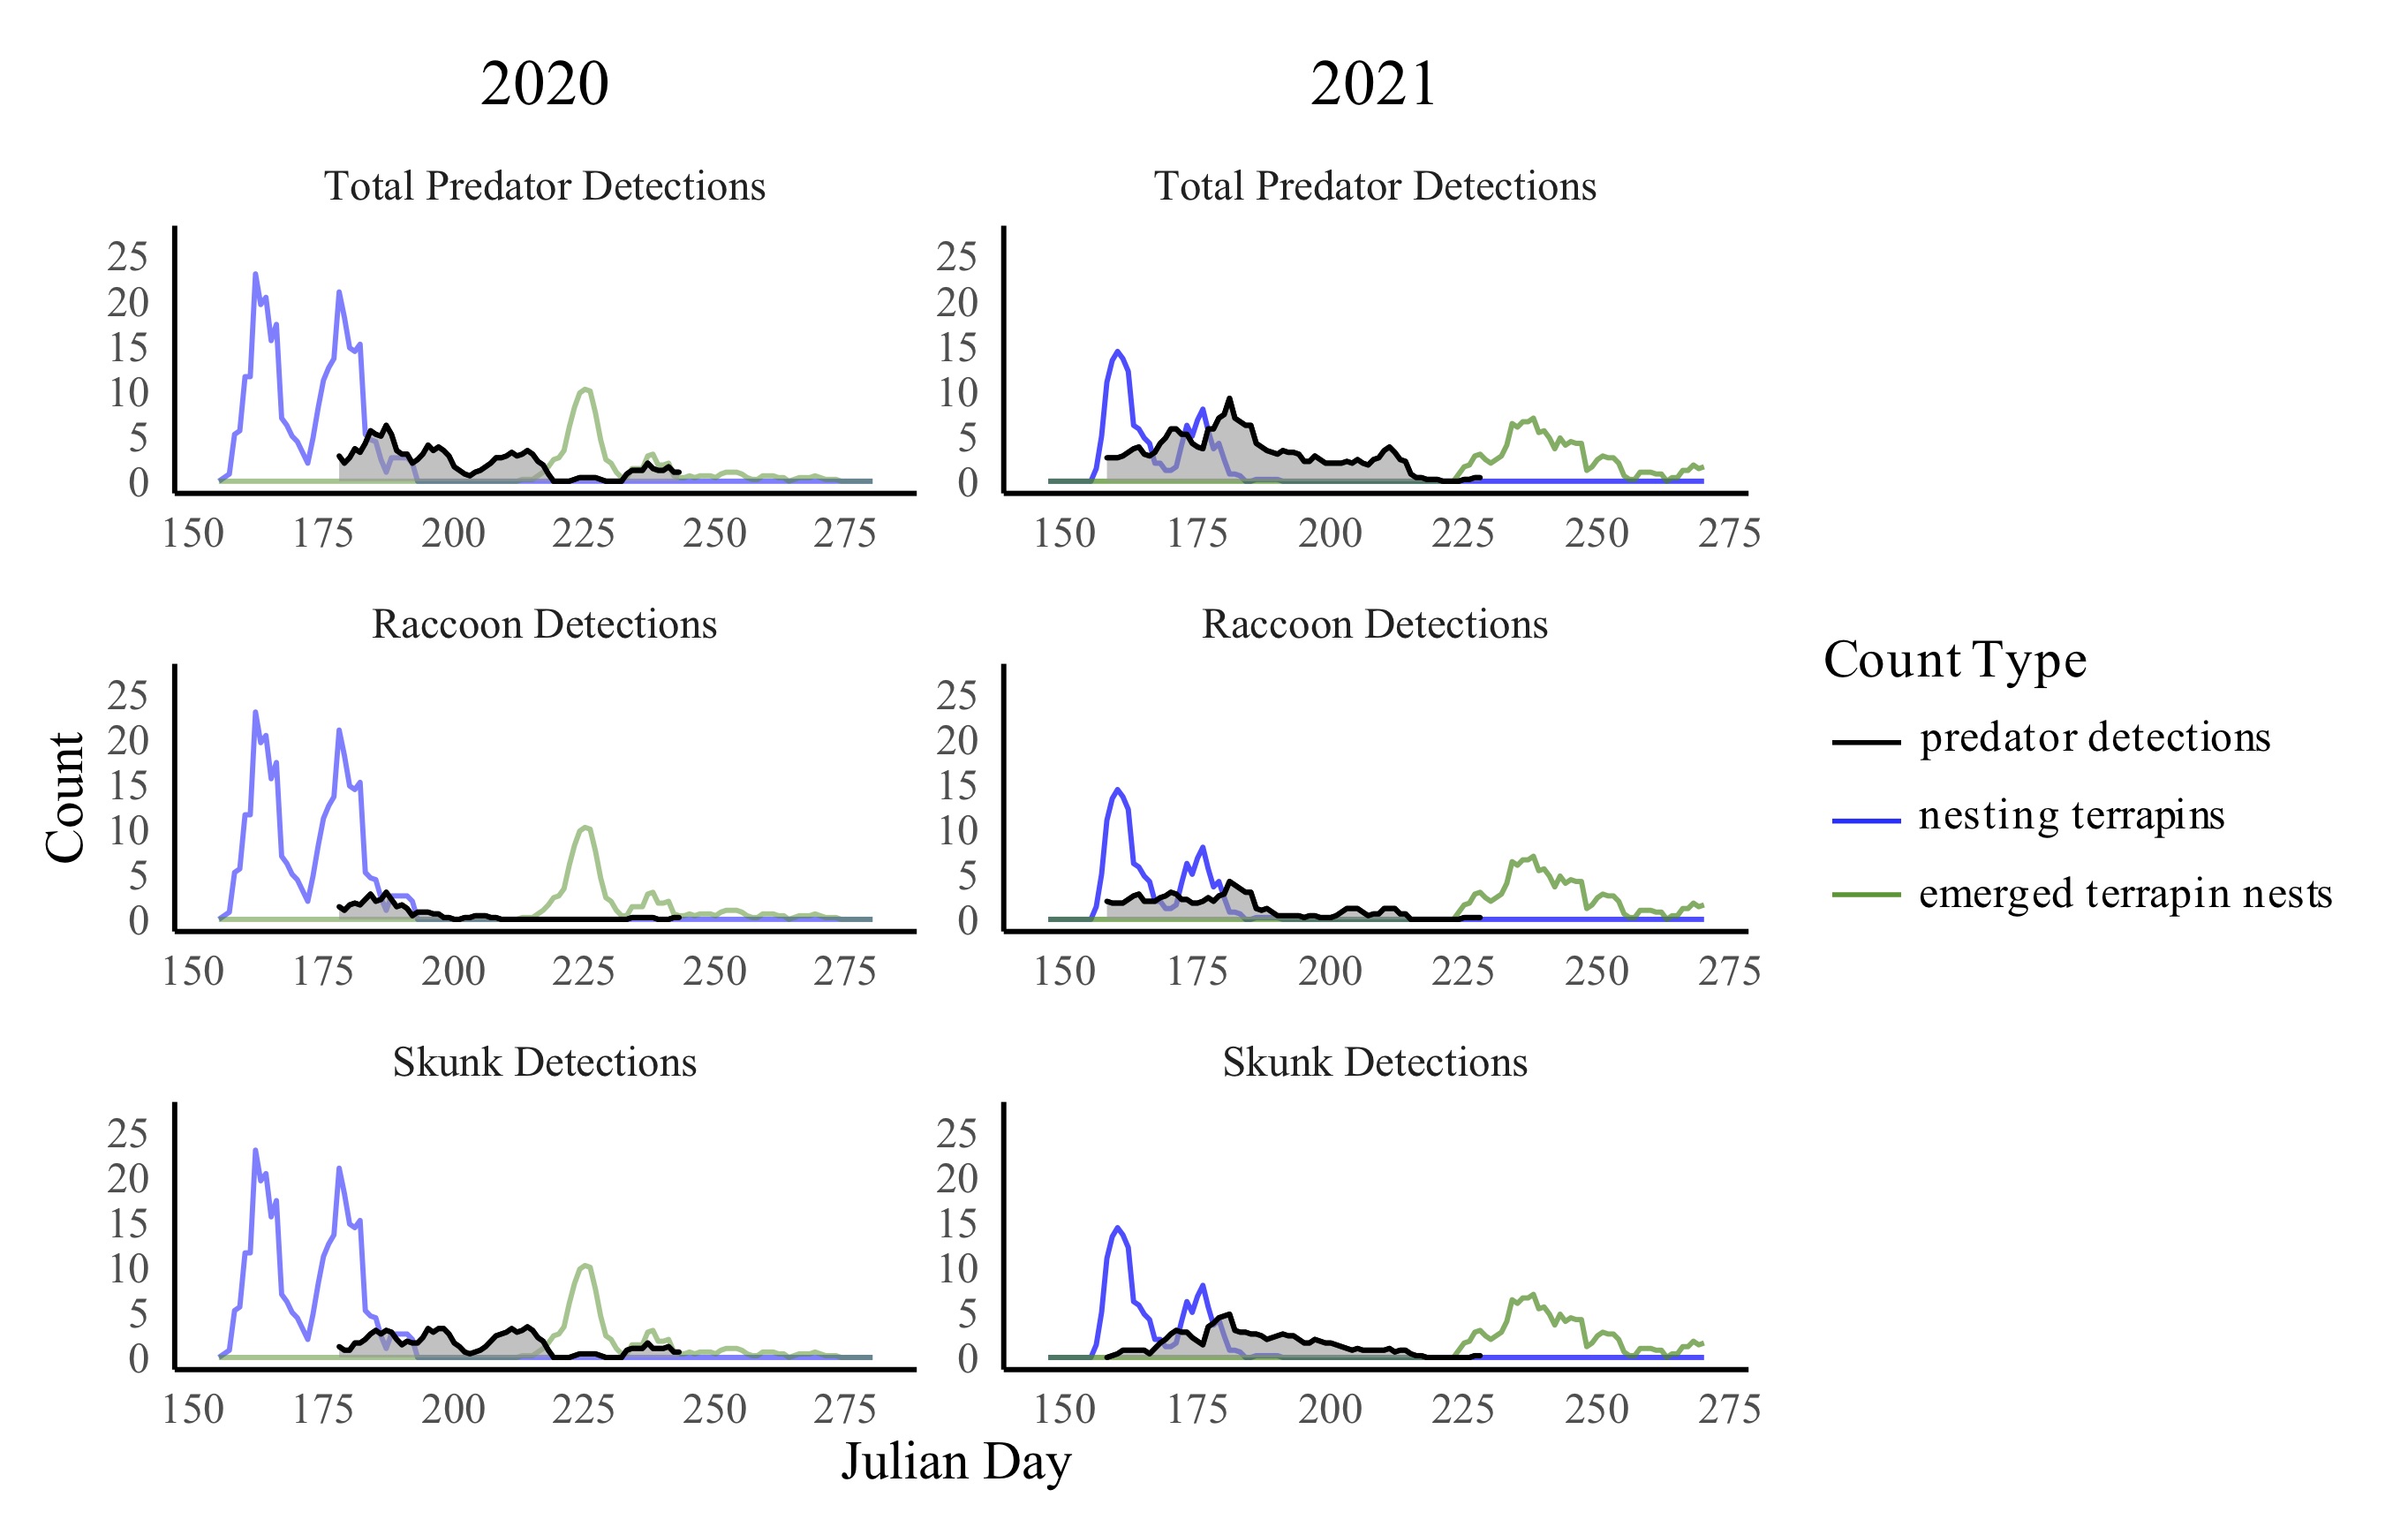 2020 2021
Total Predator Detections Total Predator Detections
25 25
20 20
15 15
10 10
5 5
0 0
150 175 200 225 250 275 150 175 200 225 250 275
Raccoon Detections Raccoon Detections
25 25
20 20
15 15
10 10
5 5
0 0
150 175 200 225 250 275 150 175 200 225 250 275
Skunk Detections Skunk Detections
25 25
20 20
15 15
10 10
5 5
0 0
150 175 200 225 250 275 150 175 200 225 250 275
Count
Julian Day
Count Type
predator detections
nesting terrapins
emerged terrapin nests